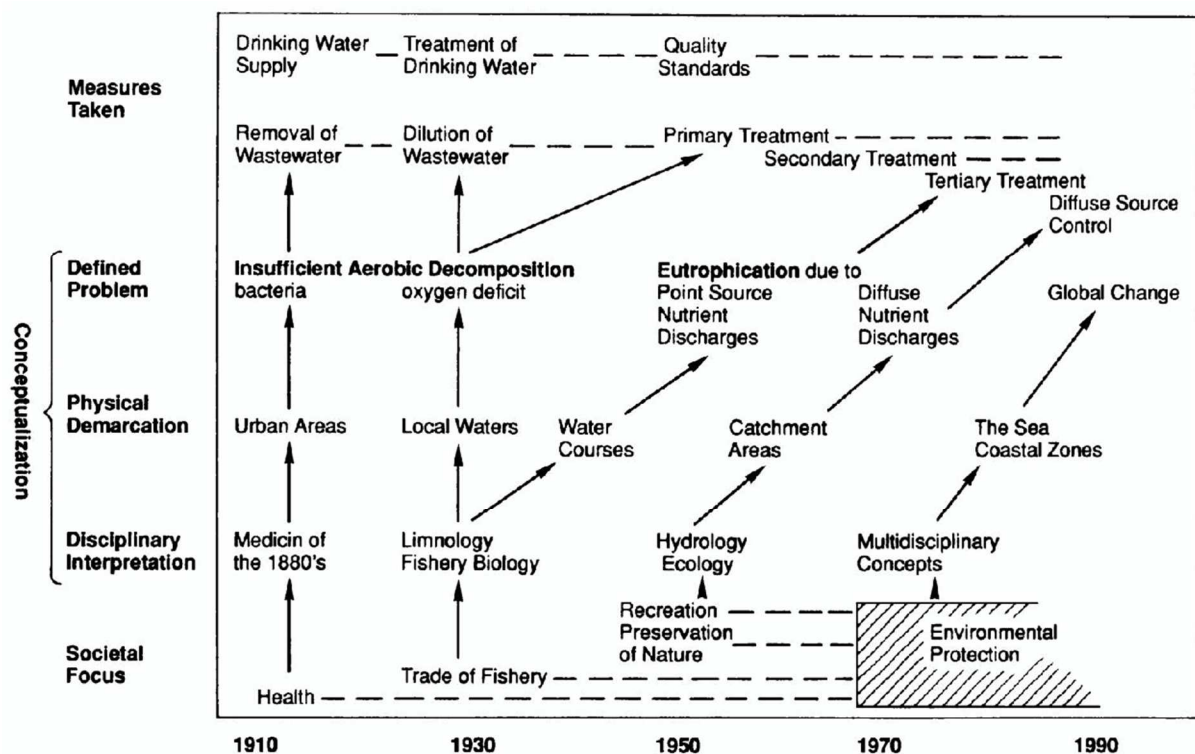 Drinking Water Treatment of Quality
Supply Drinking Water Standards
Measures
Taken
Removal of Dilution of Primary Treatment
Wastewater Wastewater Secondary Treatment
Tertiary Treatment
Diffuse Source
Control
Conceptualization
Defined
Problem
Insufficient Aerobic Decomposition Eutrophication due to
bacteria oxygen deficit Point Source Diffuse Global Change
Nutrient Nutrient
Discharges Discharges
Physical
Demarcation
Urban Areas Local Waters Water Catchment The Sea
Courses Areas Coastal Zones
Disciplinary
Interpretation
Medicin of Limnology Hydrology Multidisciplinary
the 1880's Fishery Biology Ecology Concepts
Societal
Focus
Recreation
Preservation Environmental
of Nature Protection
Trade of Fishery
Health
1910 1930 1950 1970 1990